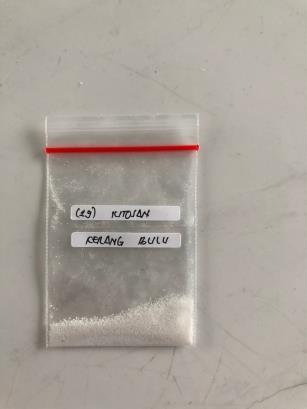 (2g) KITOSAN
KERANG BULU